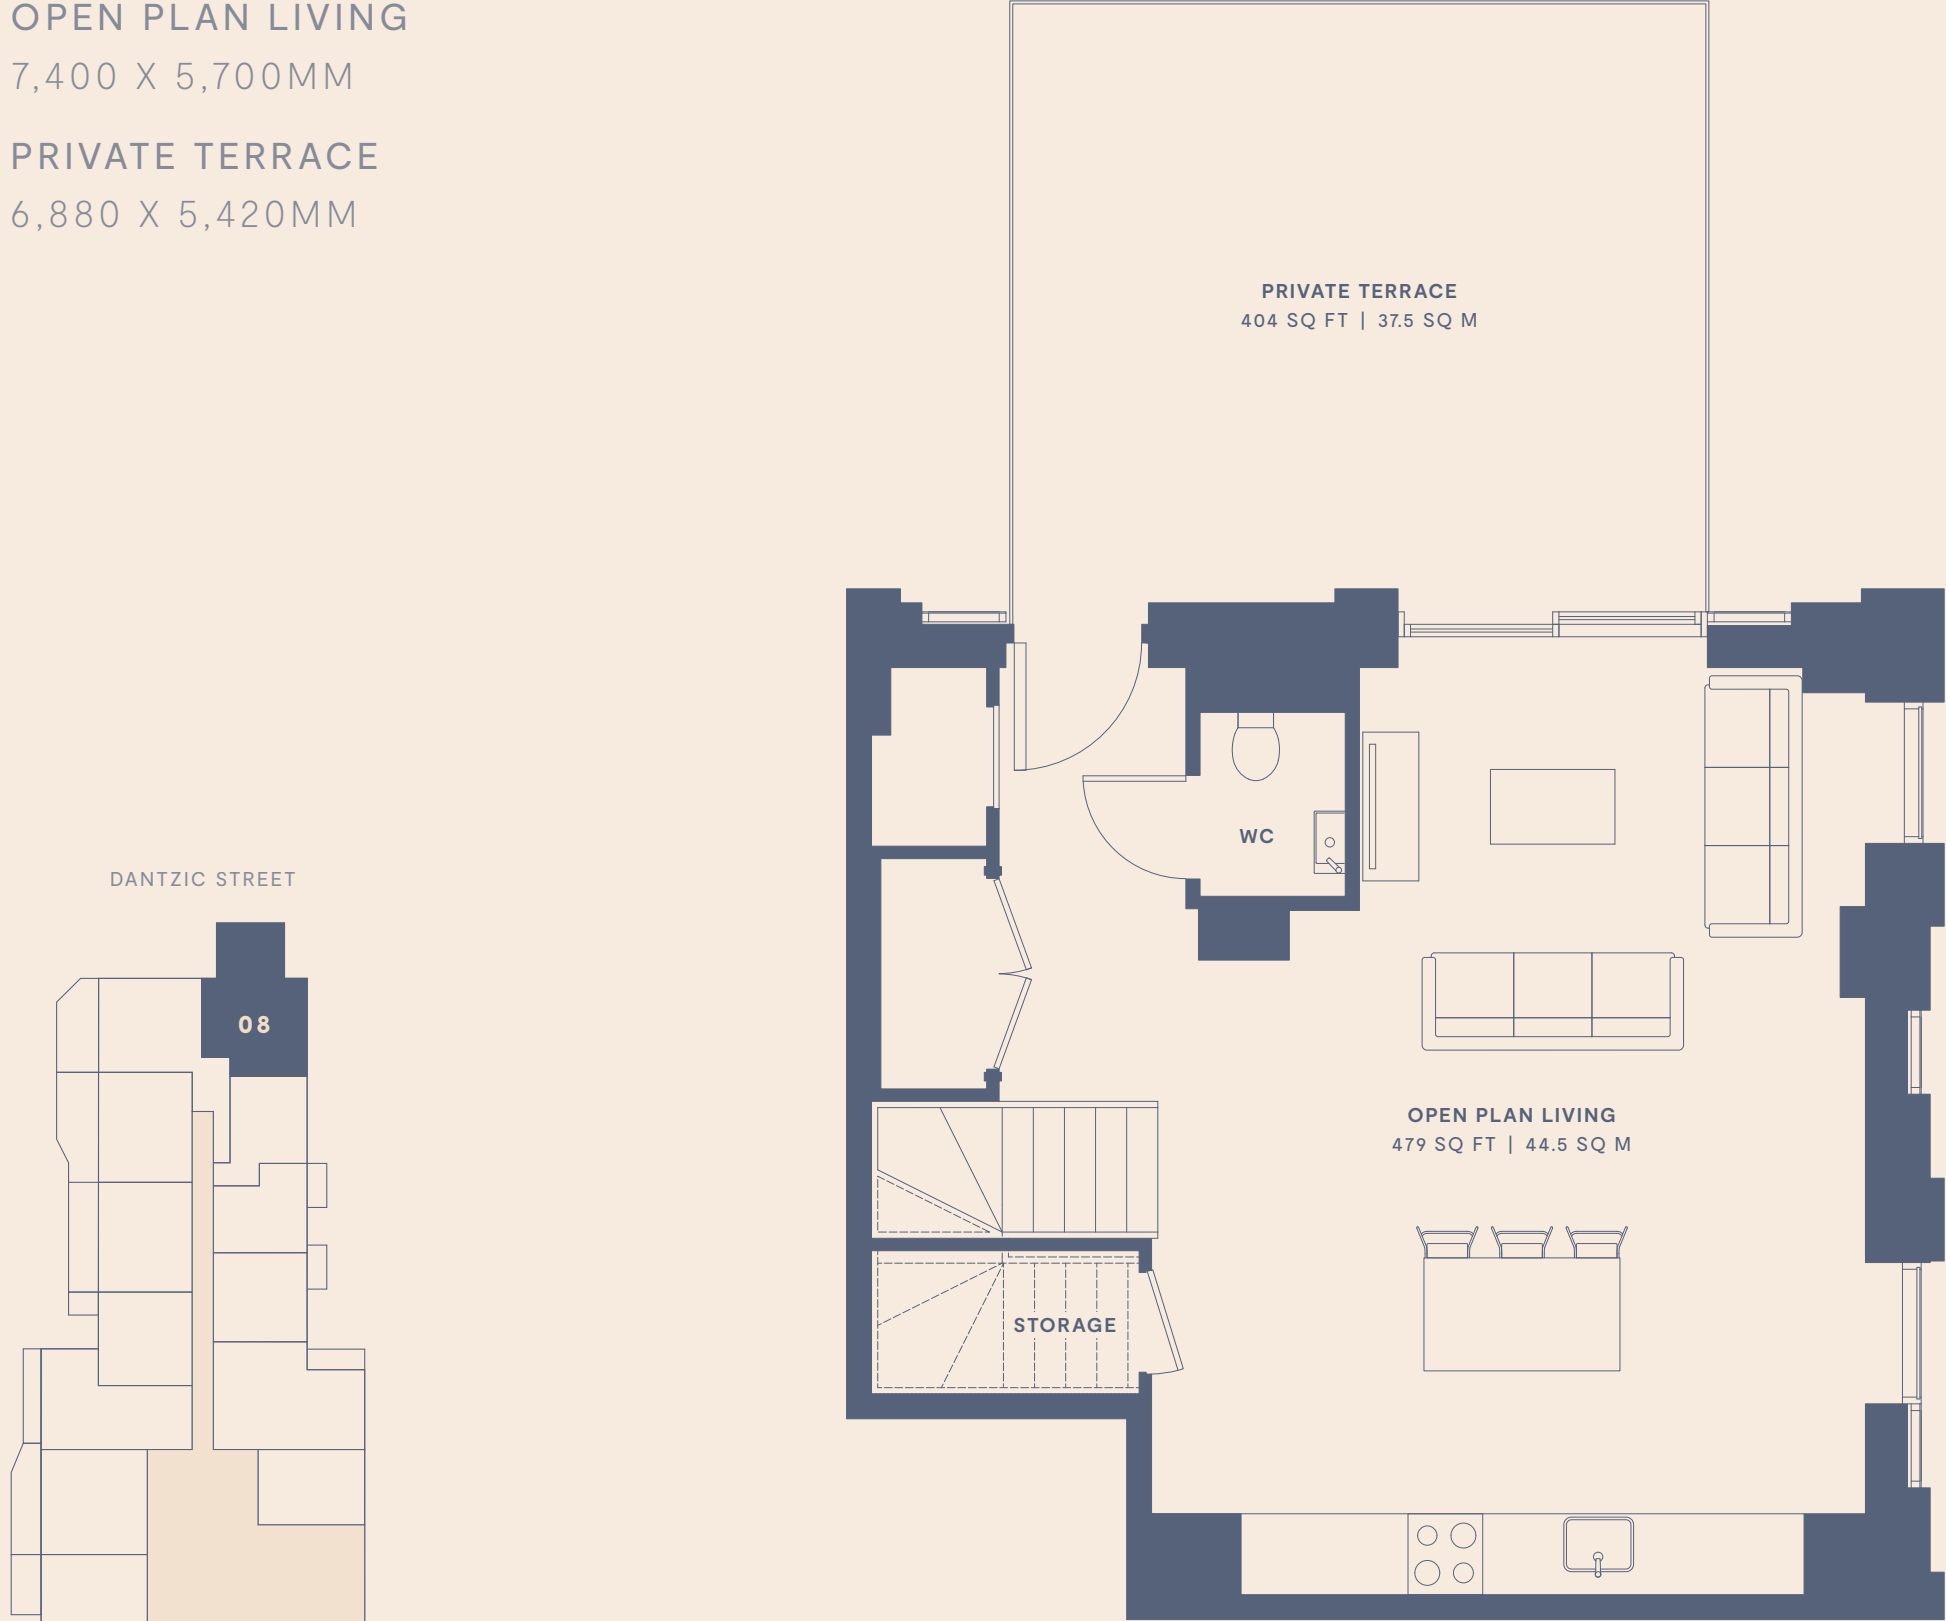 OPEN PLAN LIVING
7,400 X 5,700MM
PRIVATE TERRACE
6,880 X 5,420MM
PRIVATE TERRACE
404 SQ FT | 37.5 SQ M
WC
DANTZIC STREET
08
OPEN PLAN LIVING
479 SQ FT | 44.5 SQ M
STORAGE